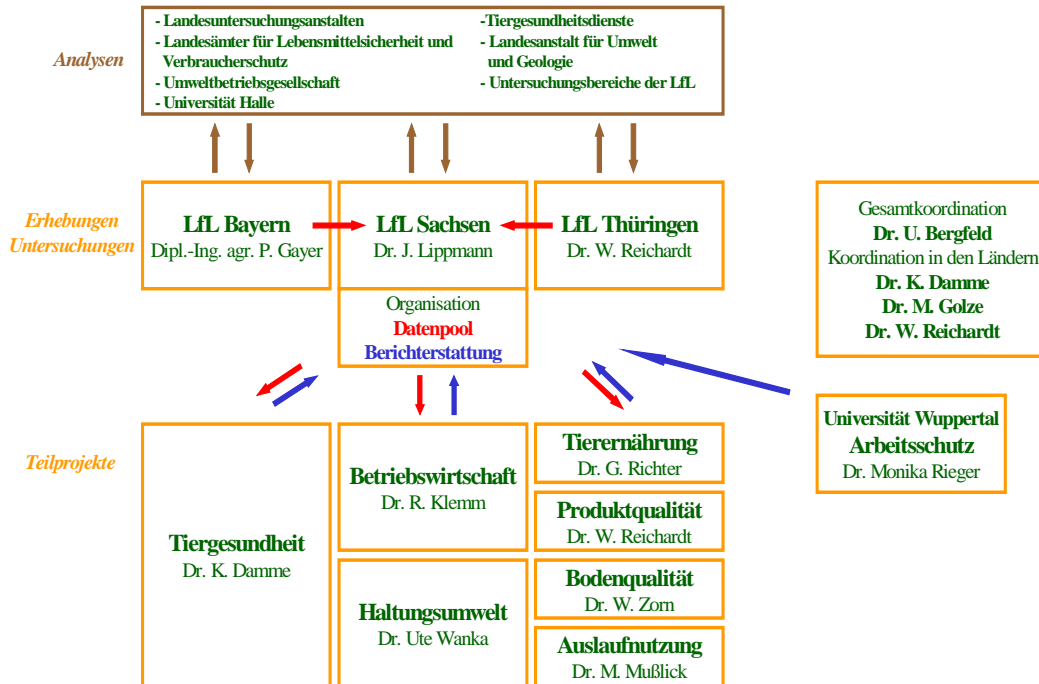 Analysen
- Landesuntersuchungsanstalten
- Landesämter für Lebensmittelsicherheit und
Verbraucherschutz
- Umweltbetriebsgesellschaft
- Universität Halle
-Tiergesundheitsdienste
- Landesanstalt für Umwelt
und Geologie
- Untersuchungsbereiche der LfL
Erhebungen
Untersuchungen
LfL Bayern
Dipl.-Ing. agr. P. Gayer
LfL Sachsen
Dr. J. Lippmann
LfL Thüringen
Dr. W. Reichardt
Organisation
Datenpool
Berichterstattung
Gesamtkoordination
Dr. U. Bergfeld
Koordination in den Ländern
Dr. K. Damme
Dr. M. Golze
Dr. W. Reichardt
Universität Wuppertal
Arbeitsschutz
Dr. Monika Rieger
Teilprojekte
Tiergesundheit
Dr. K. Damme
Betriebswirtschaft
Dr. R. Klemm
Haltungsumwelt
Dr. Ute Wanka
Tierernährung
Dr. G. Richter
Produktqualität
Dr. W. Reichardt
Bodenqualität
Dr. W. Zorn
Auslaufnutzung
Dr. M. Mußlick